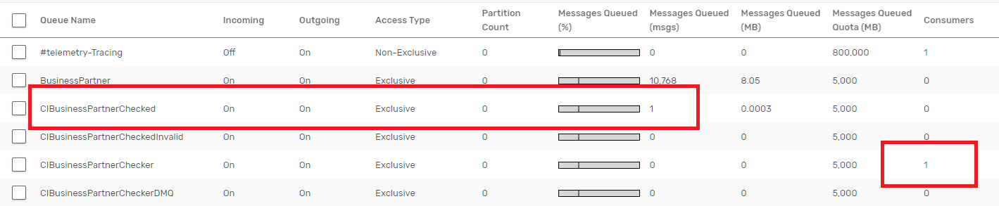 Queue Name Incoming Outgoing Access Type Partition Count Messages Queued (%) Messages Queued (msgs) Messages Queued (MB) Messages Queued Quota (MB) Consumers
#telemetry-Tracing Off On Non-Exclusive 0 0 0 800,000 1
BusinessPartner On On Exclusive 0 10,768 8.05 5,000 0
CIBusinessPartnerChecked On On Exclusive 0 1 0.0003 5,000 0
CIBusinessPartnerCheckedInvalid On On Exclusive 0 0 0 5,000 0
CIBusinessPartnerChecker On On Exclusive 0 0 0 5,000 1
CIBusinessPartnerCheckerDMQ On On Exclusive 0 0 0 5,000 0